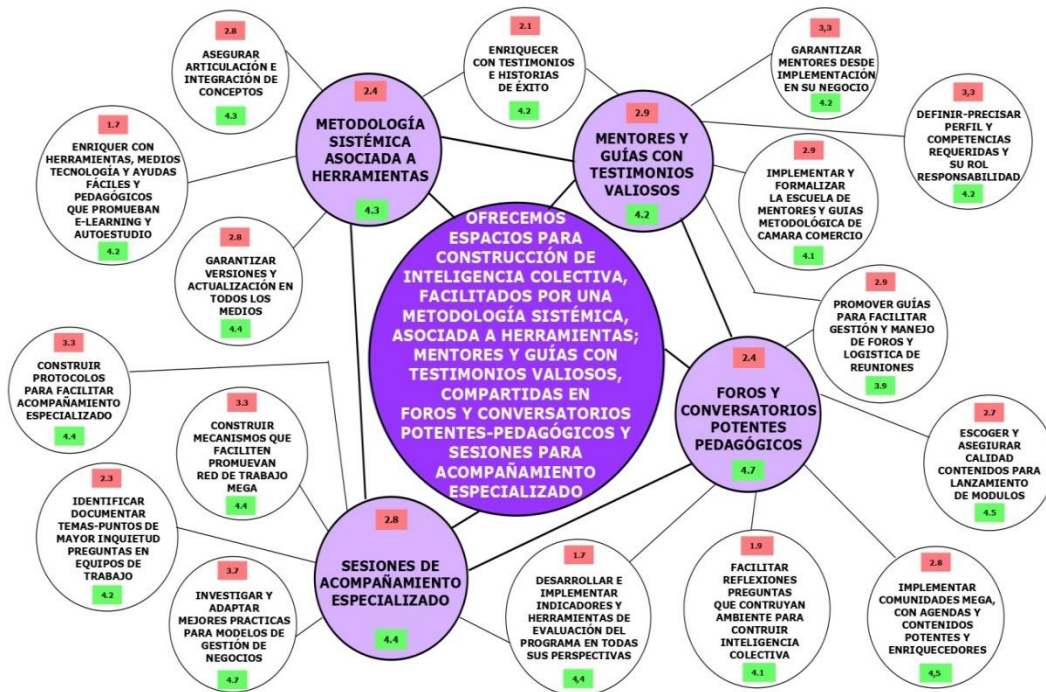 2.8
ASEGURAR
ARTICULACIÓN E
INTEGRACIÓN DE
CONCEPTOS
4.3
2.1
ENRIQUECER
CON TESTIMONIOS
E HISTORIAS
DE ÉXITO
4.2
3,3
GARANTIZAR
MENTORES DESDE
IMPLEMENTACIÓN
EN SU NEGOCIO
4.2
2.4
METODOLOGÍA
SISTÉMICA
ASOCIADA A
HERRAMIENTAS
4.3
2.9
MENTORES Y
GUÍAS CON
TESTIMONIOS
VALIOSOS
4.2
3,3
DEFINIR-PRECISAR
PERFIL Y
COMPETENCIAS
REQUERIDAS Y
SU ROL
RESPONSABILIDAD
4.2
1.7
ENRIQUER CON
HERRAMIENTAS, MEDIOS
TECNOLOGÍA Y AYUDAS
FÁCILES Y
PEDAGÓGICOS
QUE PROMUEBAN
E-LEARNING Y
AUTOESTUDIO
4.2
2.9
IMPLEMENTAR Y
FORMALIZAR
LA ESCUELA DE
MENTORES Y GUIAS
METODOLÓGICA DE
CAMARA COMERCIO
4.1
2.8
GARANTIZAR
VERSIONES Y
ACTUALIZACIÓN EN
TODOS LOS
MEDIOS
4.4
OFRECEMOS
ESPACIOS PARA
CONSTRUCCIÓN DE
INTELIGENCIA COLECTIVA,
FACILITADOS POR UNA
METODOLOGÍA SISTÉMICA,
ASOCIADA A HERRAMIENTAS;
MENTORES Y GUÍAS CON
TESTIMONIOS VALIOSOS,
COMPARTIDAS EN
FOROS Y CONVERSATORIOS
POTENTES-PEDAGÓGICOS Y
SESIONES PARA
ACOMPAÑAMIENTO
ESPECIALIZADO
2.9
PROMOVER GUÍAS
PARA FACILITAR
GESTIÓN Y MANEJO
DE FOROS Y
LOGISTICA DE
REUNIONES
3.9
3.3
CONSTRUIR
PROTOCOLOS
PARA FACILITAR
ACOMPAÑAMIENTO
ESPECIALIZADO
4.4
2.4
FOROS Y
CONVERSATORIOS
POTENTES
PEDAGÓGICOS
4.7
3.3
CONSTRUIR
MECANISMOS QUE
FACILITEN
PROMUEVAN
RED DE TRABAJO
MEGA
4.4
2.7
ESCOGER Y
ASEGIURAR
CALIDAD
CONTENIDOS PARA
LANZAMIENTO
DE MODULOS
4.5
2.3
IDENTIFICAR
DOCUMENTAR
TEMAS-PUNTOS DE
MAYOR INQUIETUD
PREGUNTAS EN
EQUIPOS DE
TRABAJO
4.2
2.8
SESIONES DE
ACOMPAÑAMIENTO
ESPECIALIZADO
4.4
3.7
INVESTIGAR Y
ADAPTAR
MEJORES PRACTICAS
PARA MODELOS DE
GESTIÓN DE
NEGOCIOS
4.7
1.7
DESARROLLAR E
IMPLEMENTAR
INDICADORES Y
HERRAMIENTAS DE
EVALUACIÓN DEL
PROGRAMA EN TODAS
SUS PERSPECTIVAS
4,4
1.9
FACILITAR
REFLEXIONES
PREGUNTAS
QUE CONTRUYAN
AMBIENTE PARA
CONTRUIR
INTELIGENCIA
COLECTIVA
4.1
2.8
IMPLEMENTAR
COMUNIDADES MEGA,
CON AGENDAS Y
CONTENIDOS
POTENTES Y
ENRIQUECEDORES
4,5